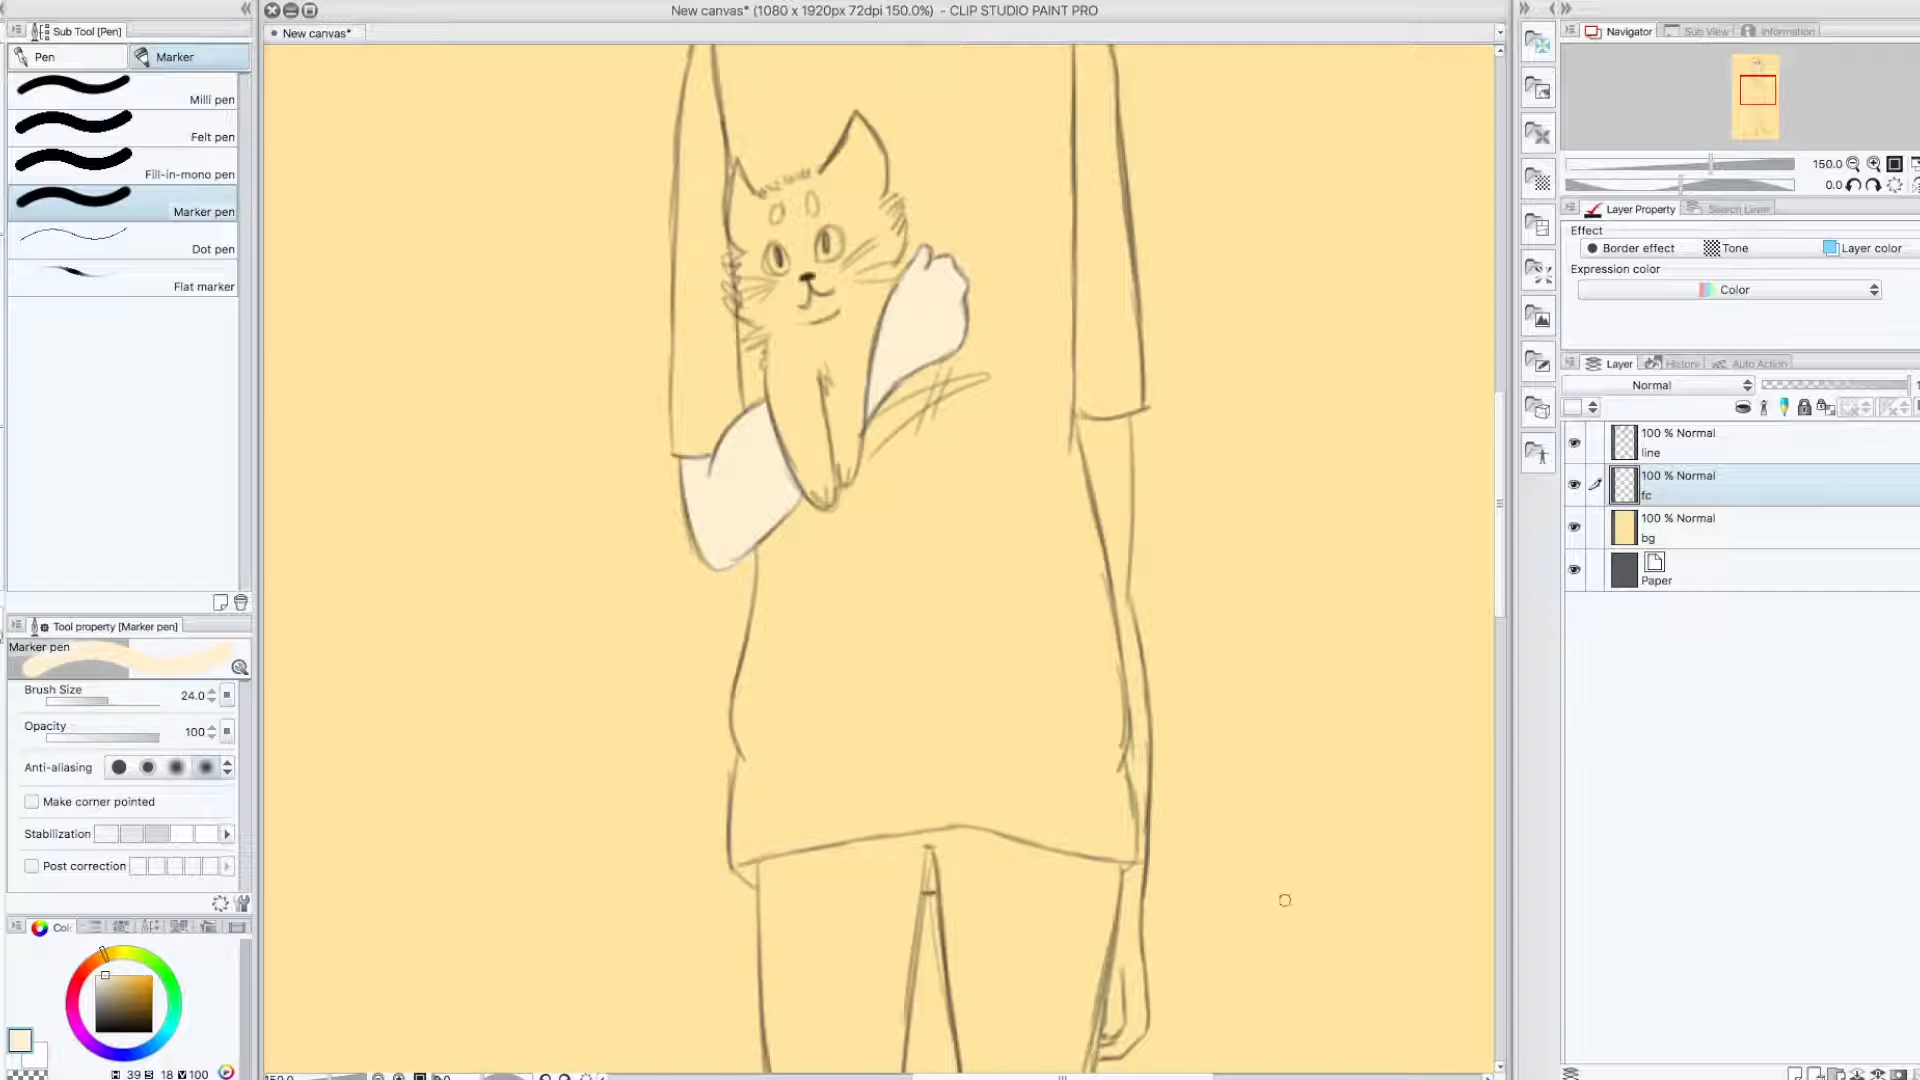 New canvas* (1080 x 1920px 72dpi 150.0%) - CLIP STUDIO PAINT PRO
Sub Tool [Pen]
New canvas*
Pen
Marker
Milli pen
Felt pen
Fill-in-mono pen
Marker pen
Dot pen
Flat marker
Tool property [Marker pen]
Marker pen
Brush Size
24.0
Opacity
100
Anti-aliasing
Make corner pointed
Stabilization
Post correction
Col
H 39 S 18 V 100
Navigator
Sub View
Information
150.0
0.0
Layer Property
Search Layer
Effect
Border effect
Tone
Layer color
Expression color
Color
Layer
History
Auto Action
Normal
100 % Normal
line
100 % Normal
fc
100 % Normal
bg
Paper